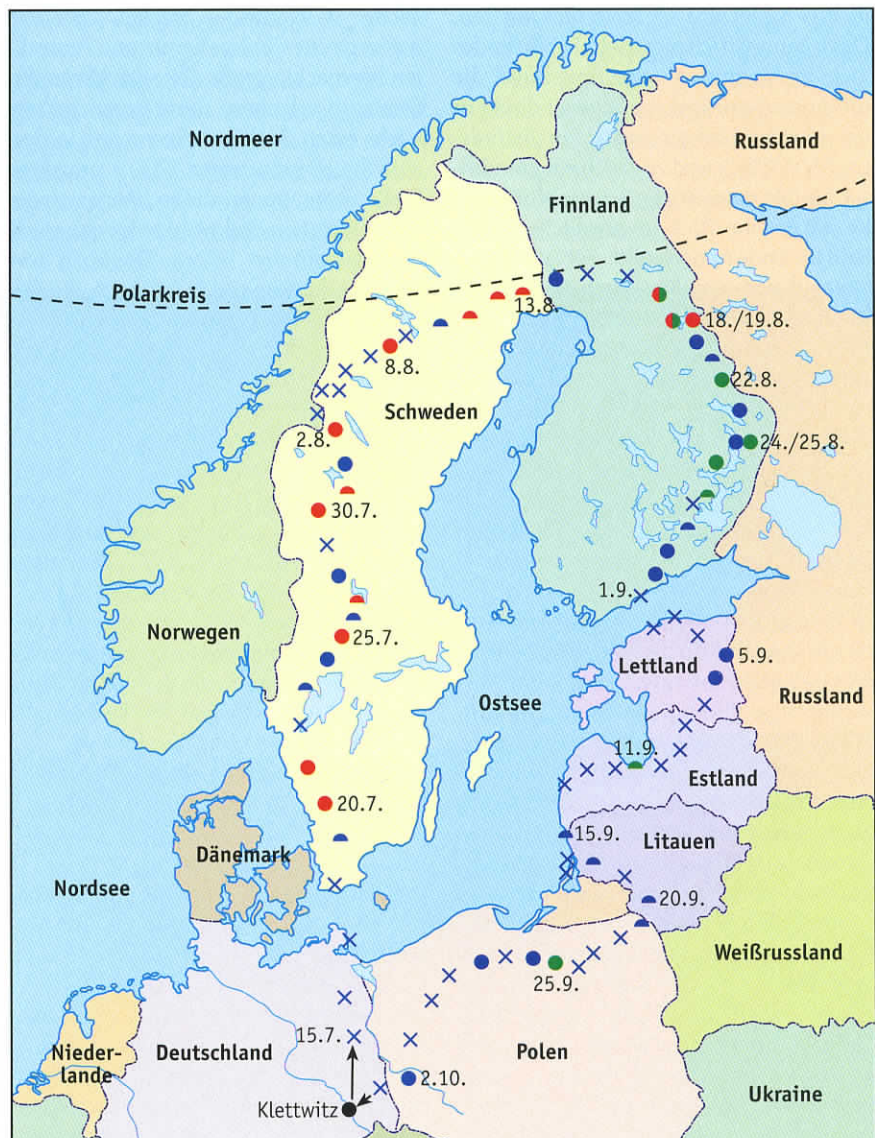 Nordmeer
Russland
Finnland
Polarkreis
13.8.
18./19.8.
8.8.
22.8.
Schweden
2.8.
24./25.8.
30.7.
1.9.
Norwegen
25.7.
Lettland
5.9.
Ostsee
Russland
11.9.
Estland
20.7.
15.9.
Litauen
Dänemark
Nordsee
20.9.
Weißrussland
25.9.
15.7.
Nieder-
lande
Deutschland
Polen
2.10.
Klettwitz
Ukraine